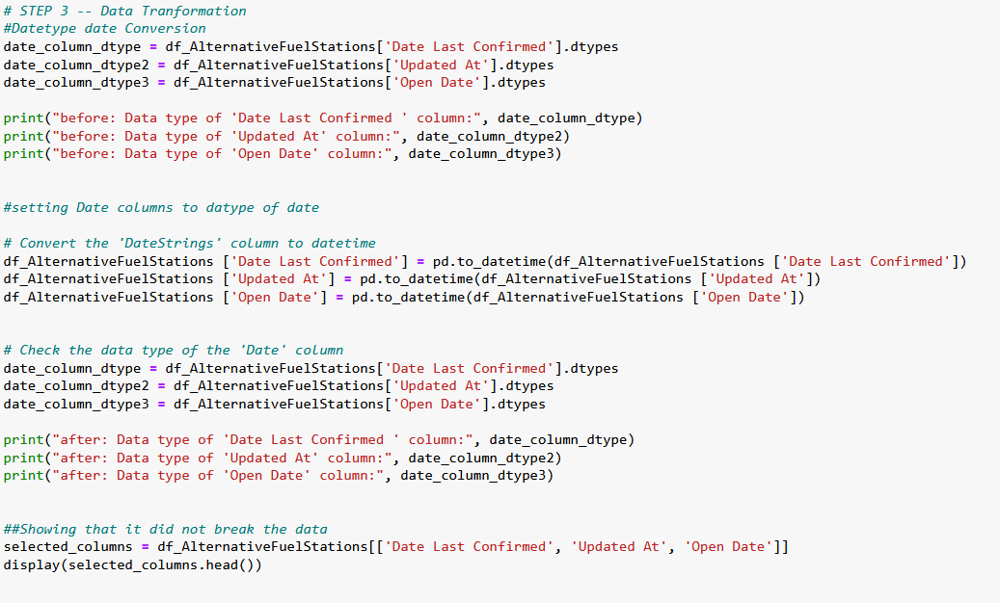 # STEP 3 -- Data Tranformation
#Datetype date Conversion
date_column_dtype = df_AlternativeFuelStations['Date Last Confirmed'].dtypes
date_column_dtype2 = df_AlternativeFuelStations['Updated At'].dtypes
date_column_dtype3 = df_AlternativeFuelStations['Open Date'].dtypes
print("before: Data type of 'Date Last Confirmed ' column:", date_column_dtype)
print("before: Data type of 'Updated At' column:", date_column_dtype2)
print("before: Data type of 'Open Date' column:", date_column_dtype3)
#setting Date columns to datype of date
# Convert the 'DateStrings' column to datetime
df_AlternativeFuelStations ['Date Last Confirmed'] = pd.to_datetime(df_AlternativeFuelStations ['Date Last Confirmed'])
df_AlternativeFuelStations ['Updated At'] = pd.to_datetime(df_AlternativeFuelStations ['Updated At'])
df_AlternativeFuelStations ['Open Date'] = pd.to_datetime(df_AlternativeFuelStations ['Open Date'])
# Check the data type of the 'Date' column
date_column_dtype = df_AlternativeFuelStations['Date Last Confirmed'].dtypes
date_column_dtype2 = df_AlternativeFuelStations['Updated At'].dtypes
date_column_dtype3 = df_AlternativeFuelStations['Open Date'].dtypes
print("after: Data type of 'Date Last Confirmed ' column:", date_column_dtype)
print("after: Data type of 'Updated At' column:", date_column_dtype2)
print("after: Data type of 'Open Date' column:", date_column_dtype3)
##Showing that it did not break the data
selected_columns = df_AlternativeFuelStations[['Date Last Confirmed', 'Updated At', 'Open Date']]
display(selected_columns.head())